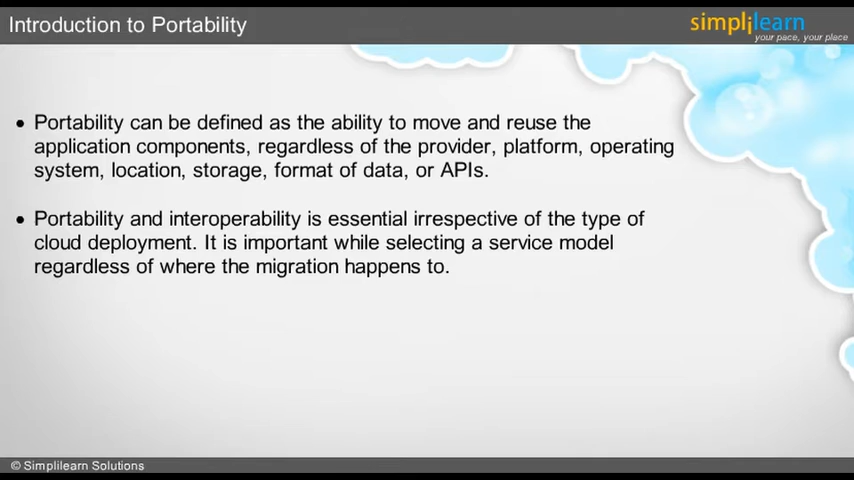 Introduction to Portability
simplilearn
your pace, your place
• Portability can be defined as the ability to move and reuse the
application components, regardless of the provider, platform, operating
system, location, storage, format of data, or APIs.
• Portability and interoperability is essential irrespective of the type of
cloud deployment. It is important while selecting a service model
regardless of where the migration happens to.
© Simplilearn Solutions